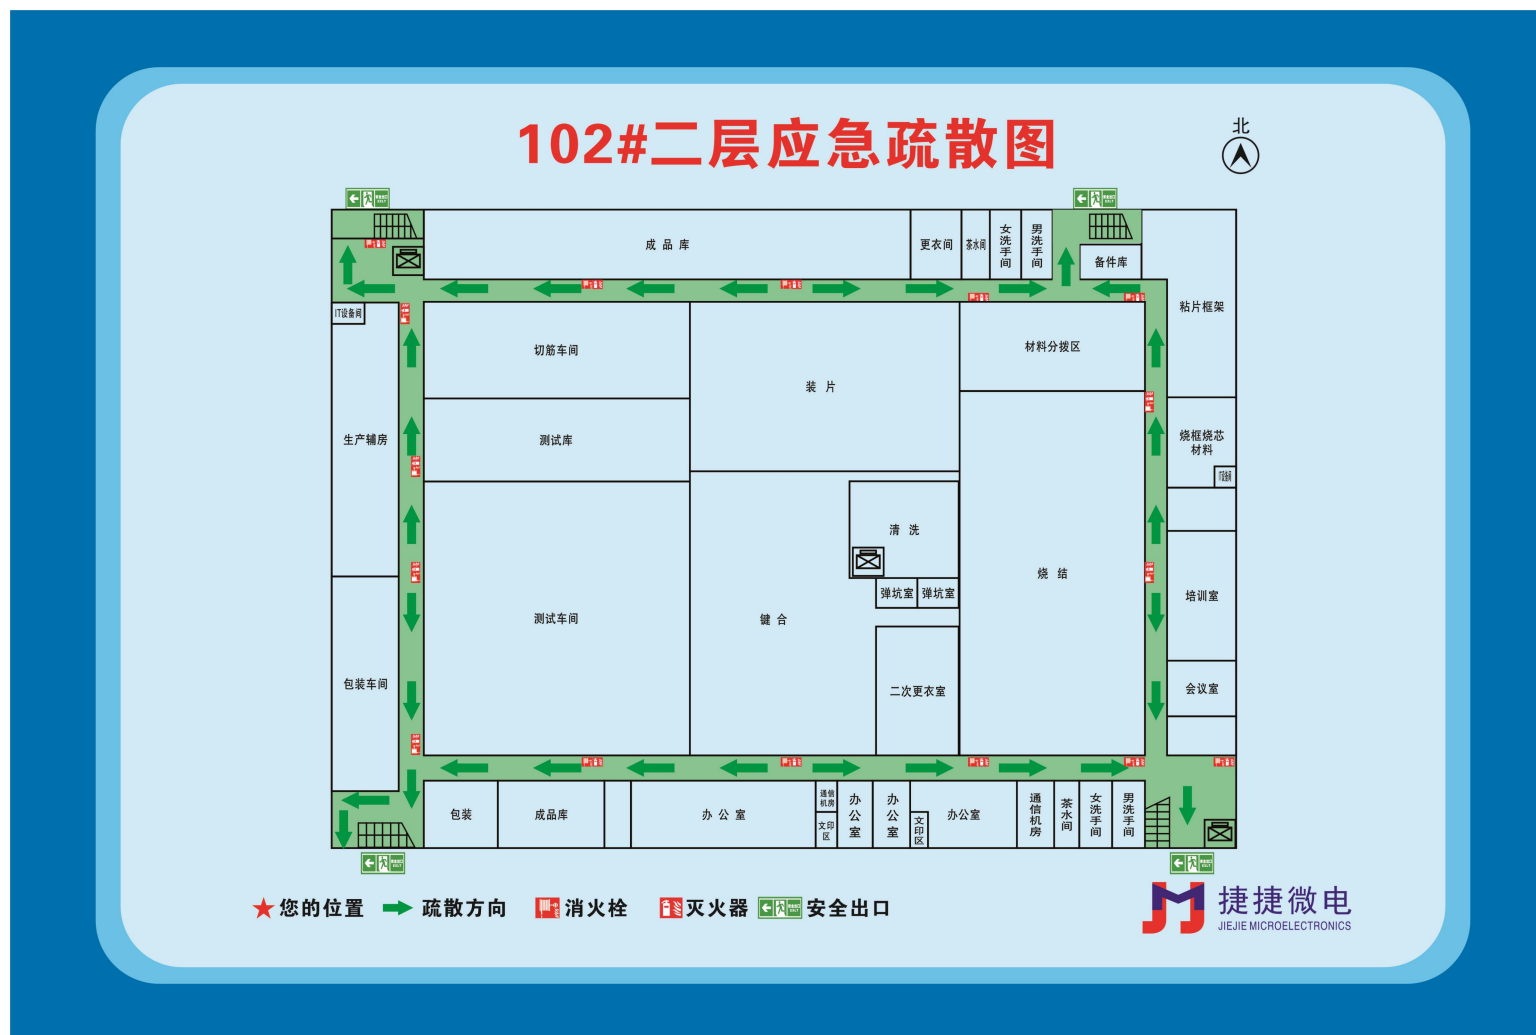 102#二层应急疏散图
北
成 品 库
更衣间
茶水间
女洗手间
男洗手间
备件库
粘片框架
IT设备间
切筋车间
装 片
材料分拨区
生产辅房
测试库
烧框烧芯
材料
IT设备间
清 洗
烧 结
弹坑室
弹坑室
培训室
测试车间
键 合
包装车间
二次更衣室
会议室
包装
成品库
办 公 室
通信
机房
文印
区
办公室
办公室
文印区
办公室
通信机房
茶水间
女洗手间
男洗手间
您的位置
疏散方向
消火栓
灭火器
安全出口
捷捷微电
JIEJIE MICROELECTRONICS